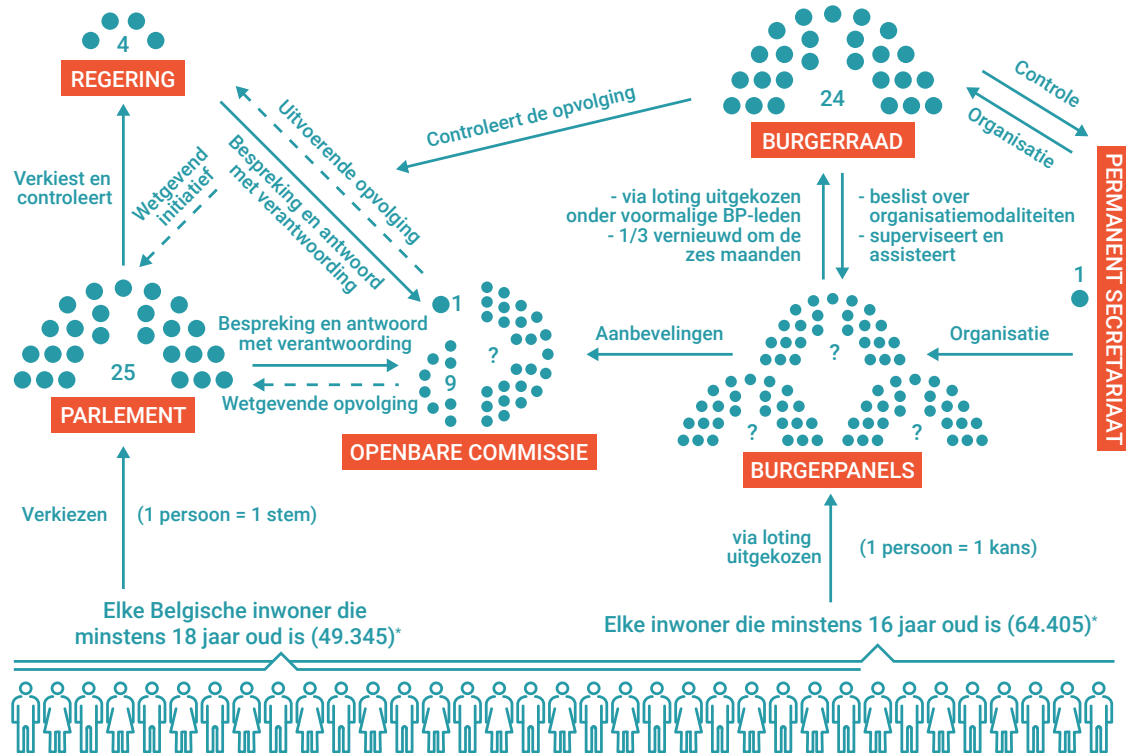 4
REGERING
24
BURGERRAAD
Controle
Organisatie
PERMANENT SECRETARIAAT
1
Controleert de opvolging
Uitvoerende opvolging
Bespreking en antwoord
met verantwoording
Wetgevend
initiatief
Verkiest en
controleert
- via loting uitgekozen
onder voormalige BP-leden
- 1/3 vernieuwd om de
zes maanden
- beslist over
organisatiemodaliteiten
- superviseert en
assisteert
25
PARLEMENT
Bespreking en antwoord
met verantwoording
Wetgevende opvolging
1
?
9
OPENBARE COMMISSIE
Aanbevelingen
?
?
?
BURGERPANELS
Organisatie
Verkiezen
(1 persoon = 1 stem)
via loting
uitgekozen
(1 persoon = 1 kans)
Elke Belgische inwoner die
minstens 18 jaar oud is (49.345)*
Elke inwoner die minstens 16 jaar oud is (64.405)*